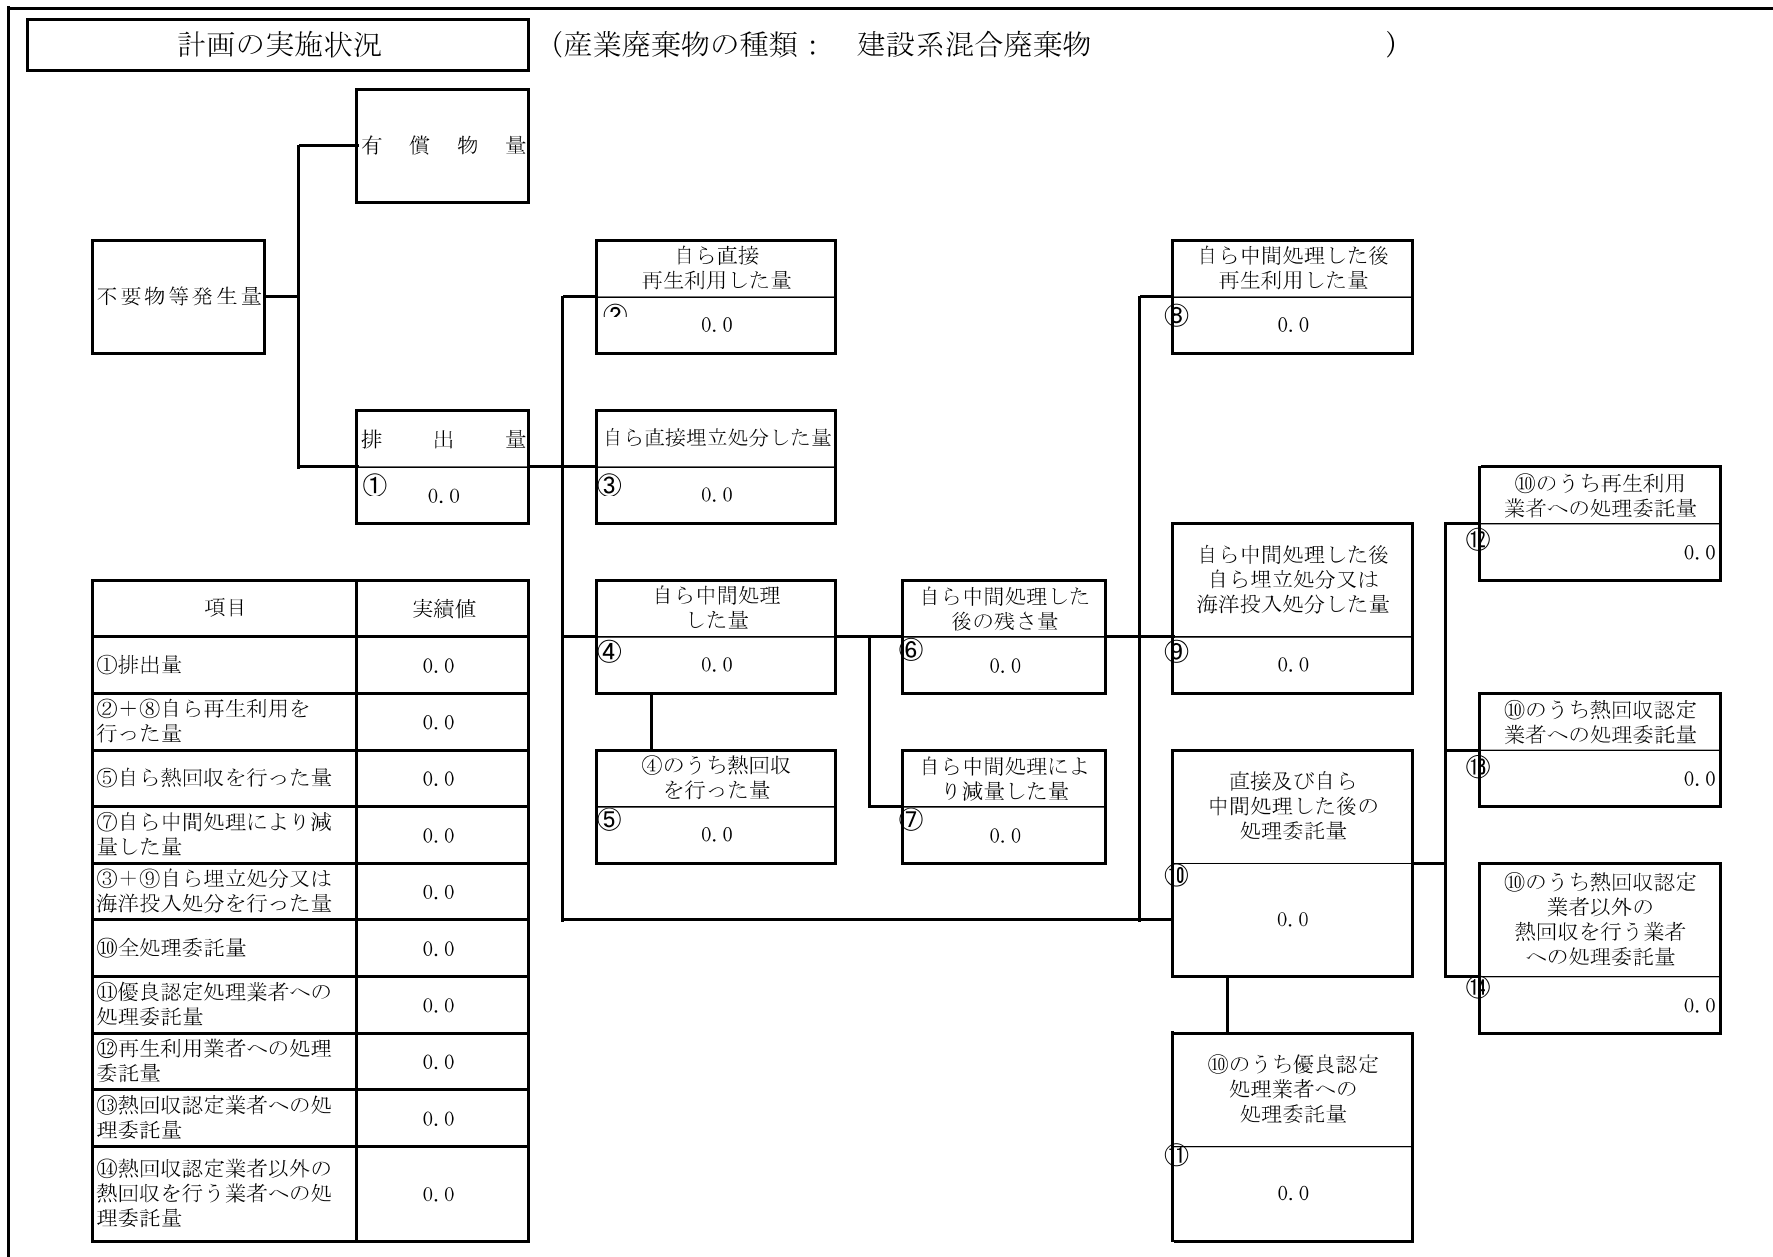 計画の実施状況
（産業廃棄物の種類： 建設系混合廃棄物 ）
有償物量
不要物等発生量
自ら直接
再生利用した量
② 0.0
自ら中間処理した後
再生利用した量
⑧ 0.0
排出量
① 0.0
自ら直接埋立処分した量
③ 0.0
⑩のうち再生利用
業者への処理委託量
⑫ 0.0
自ら中間処理した後
自ら埋立処分又は
海洋投入処分した量
⑨ 0.0
自ら中間処理
した量
④ 0.0
自ら中間処理した
後の残さ量
⑥ 0.0
⑩のうち熱回収認定
業者への処理委託量
⑬ 0.0
④のうち熱回収
を行った量
⑤ 0.0
自ら中間処理によ
り減量した量
⑦ 0.0
直接及び自ら
中間処理した後の
処理委託量
⑩ 0.0
⑩のうち熱回収認定
業者以外の
熱回収を行う業者
への処理委託量
⑭ 0.0
⑩のうち優良認定
処理業者への
処理委託量
⑪ 0.0
項目 実績値
①排出量 0.0
②＋⑧自ら再生利用を
行った量 0.0
⑤自ら熱回収を行った量 0.0
⑦自ら中間処理により減
量した量 0.0
③＋⑨自ら埋立処分又は
海洋投入処分を行った量 0.0
⑩全処理委託量 0.0
⑪優良認定処理業者への
処理委託量 0.0
⑫再生利用業者への処理
委託量 0.0
⑬熱回収認定業者への処
理委託量 0.0
⑭熱回収認定業者以外の
熱回収を行う業者への処
理委託量 0.0